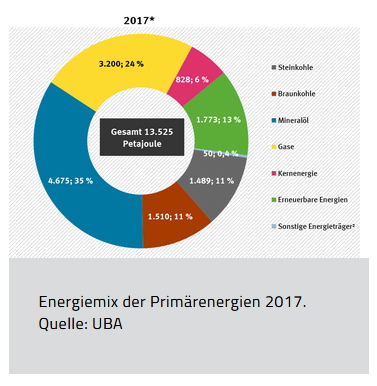 2017*
3.200; 24 %
828; 6 %
1.773; 13 %
50; 0,4 %
1.489; 11 %
1.510; 11 %
4.675; 35 %
Gesamt 13.525
Petajoule
Steinkohle
Braunkohle
Mineralöl
Gase
Kernenergie
Erneuerbare Energien
Sonstige Energieträger²
Energiemix der Primärenergien 2017.
Quelle: UBA